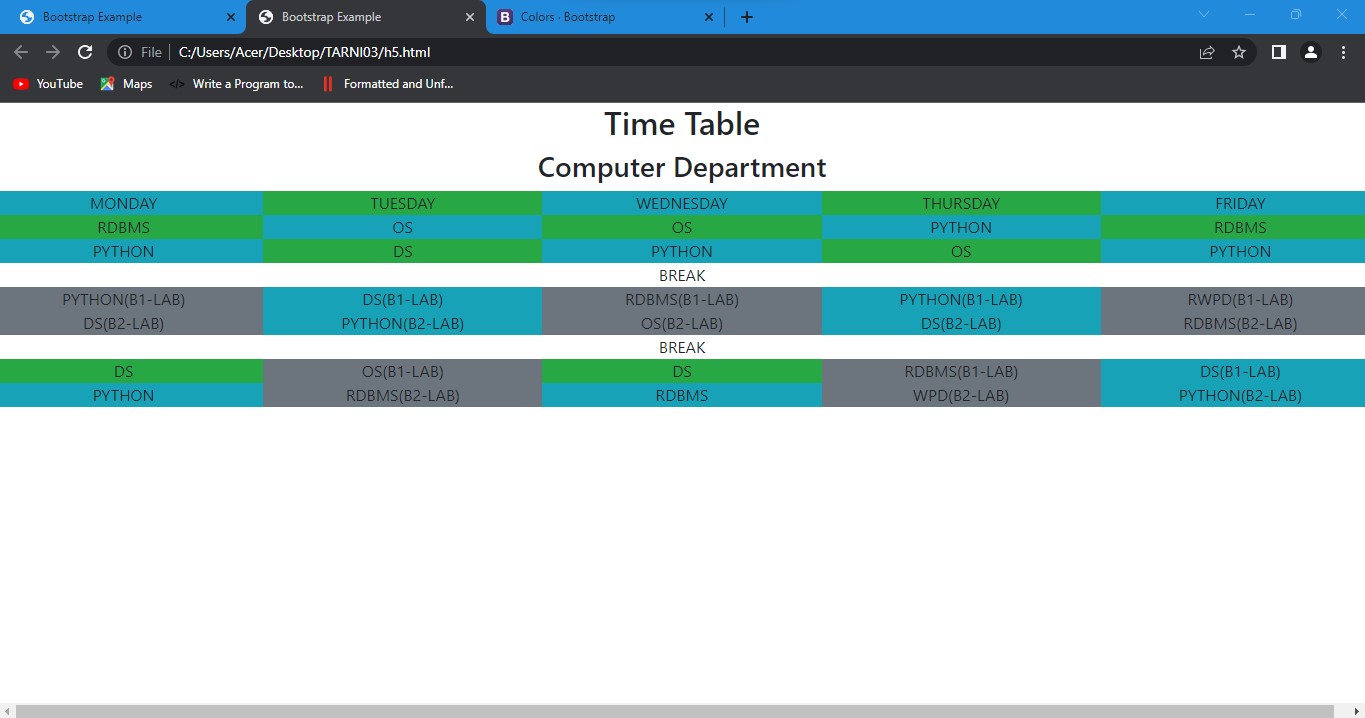 Bootstrap Example Bootstrap Example Colors · Bootstrap
File C:/Users/Acer/Desktop/TARNI03/h5.html
YouTube Maps </> Write a Program to... Formatted and Unf...
Time Table
Computer Department
MONDAY TUESDAY WEDNESDAY THURSDAY FRIDAY
RDBMS OS OS PYTHON RDBMS
PYTHON DS PYTHON OS PYTHON
BREAK
PYTHON(B1-LAB) DS(B1-LAB) RDBMS(B1-LAB) PYTHON(B1-LAB) RWPD(B1-LAB)
DS(B2-LAB) PYTHON(B2-LAB) OS(B2-LAB) DS(B2-LAB) RDBMS(B2-LAB)
BREAK
DS OS(B1-LAB) DS RDBMS(B1-LAB) DS(B1-LAB)
PYTHON RDBMS(B2-LAB) RDBMS WPD(B2-LAB) PYTHON(B2-LAB)